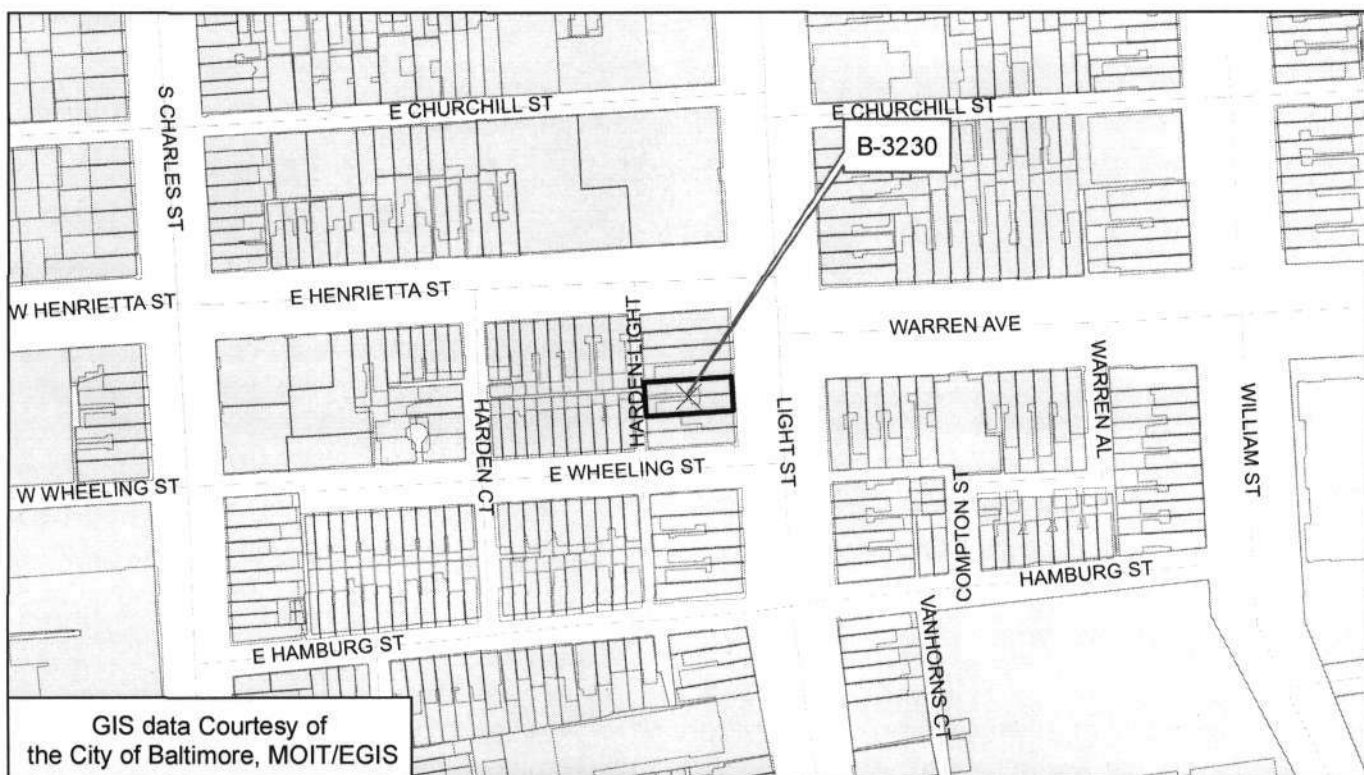 S CHARLES ST
E CHURCHILL ST
E CHURCHILL ST
B-3230
W HENRIETTA ST
E HENRIETTA ST
HARDEN-LIGHT
WARREN AVE
HARDEN CT
LIGHT ST
WARREN AL
WILLIAM ST
W WHEELING ST
E WHEELING ST
COMPTON ST
HAMBURG ST
E HAMBURG ST
VANHORNS CT
GIS data Courtesy of
the City of Baltimore, MOIT/EGIS